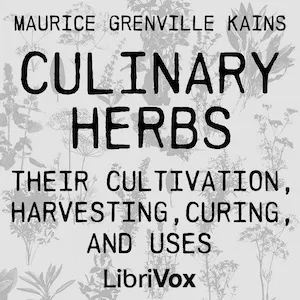 MAURICE GRENVILLE KAINS
CULINARY
HERBS
THEIR CULTIVATION,
HARVESTING, CURING,
AND USES
LibriVox